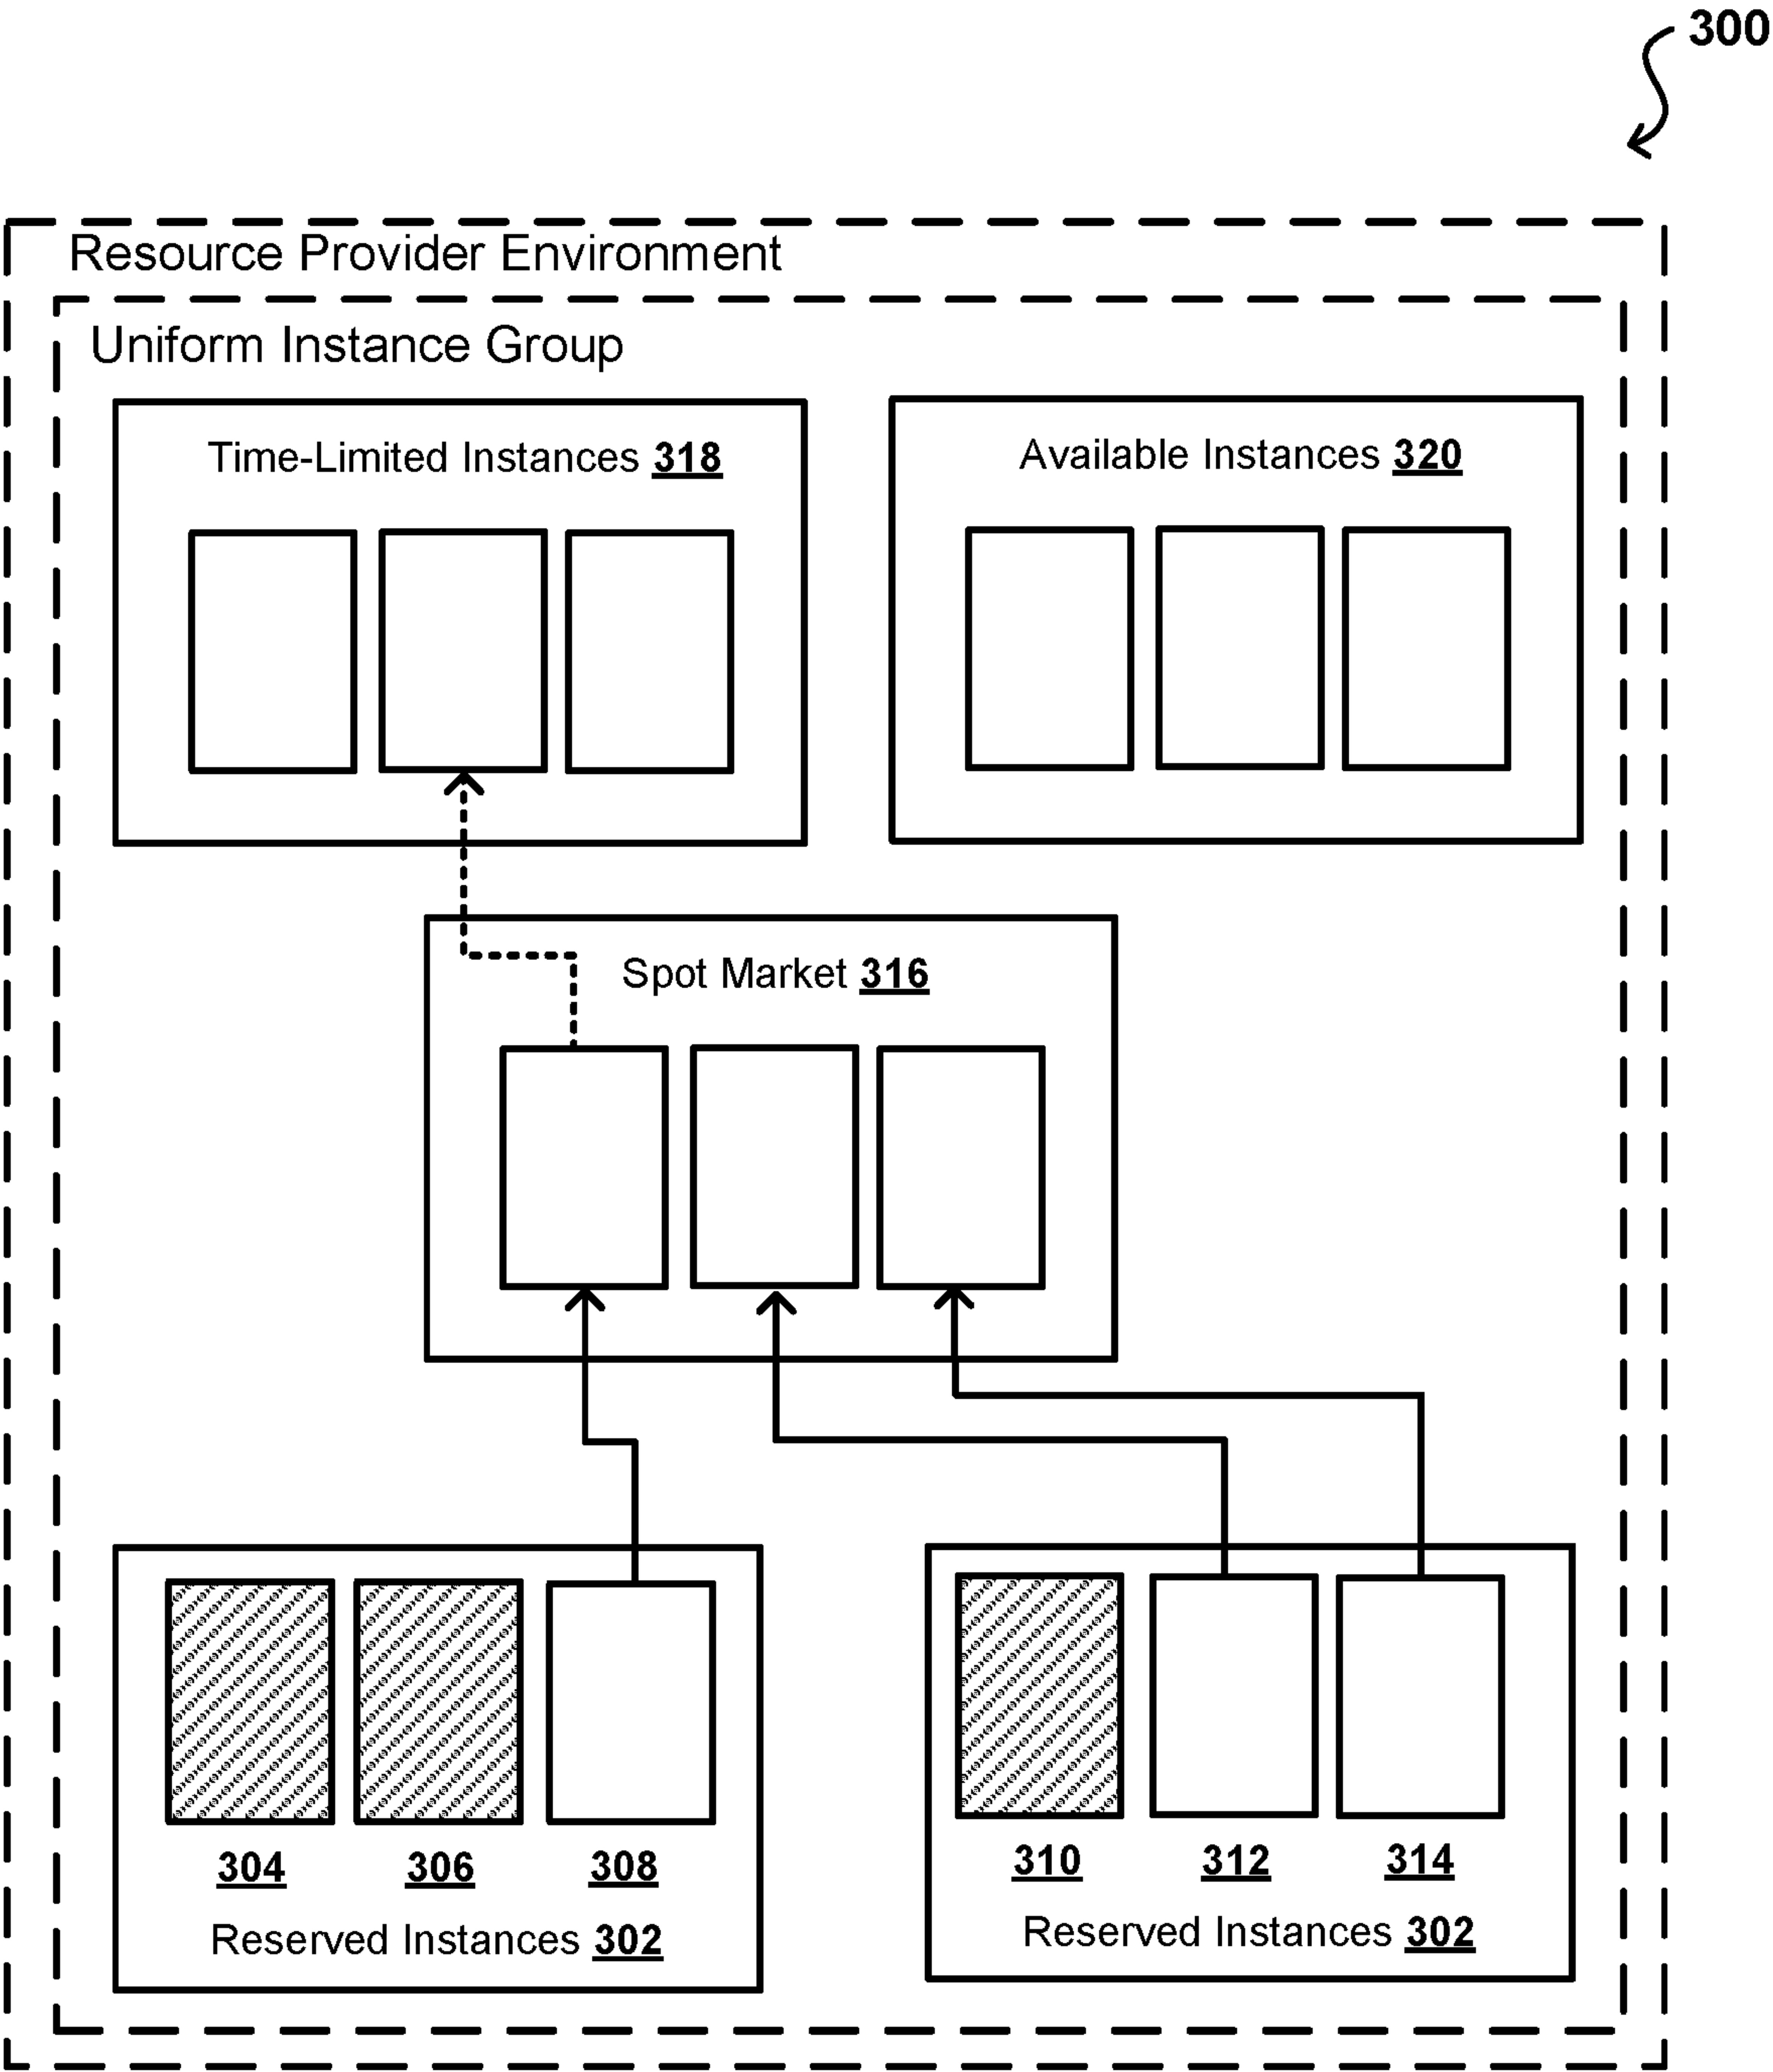 300
Resource Provider Environment
Uniform Instance Group
Time-Limited Instances 318
Available Instances 320
Spot Market 316
304 306 308
Reserved Instances 302
310 312 314
Reserved Instances 302